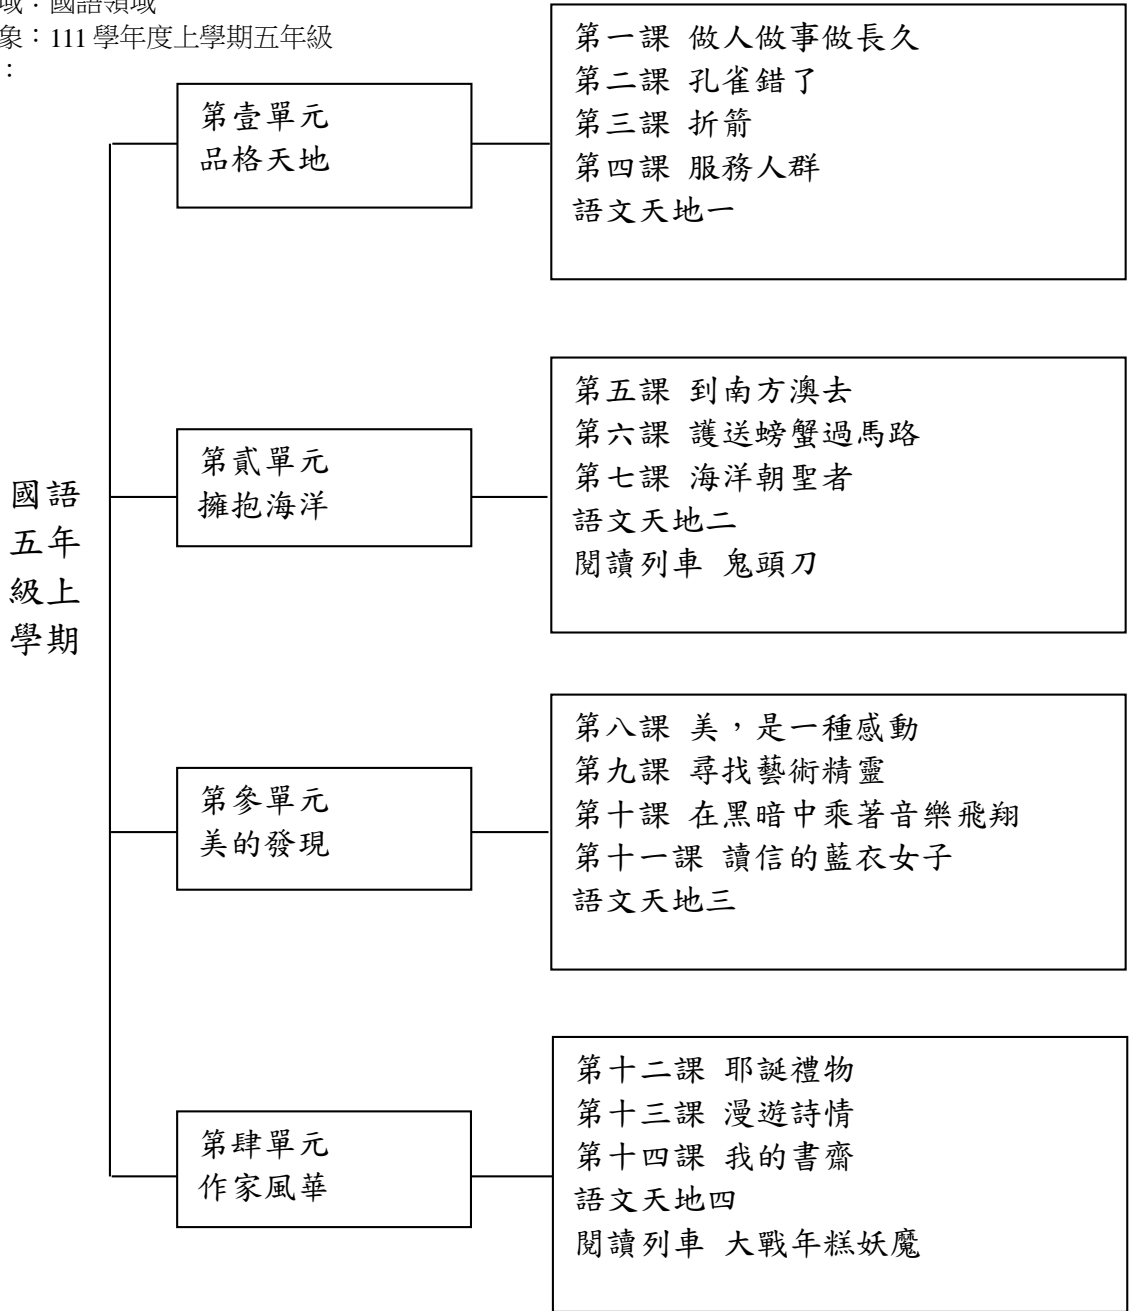 域：國語領域
象：111 學年度上學期五年級
：
國語
五年
級上
學期
第壹單元
品格天地
第一課 做人做事做長久
第二課 孔雀錯了
第三課 折箭
第四課 服務人群
語文天地一
第貳單元
擁抱海洋
第五課 到南方澳去
第六課 護送螃蟹過馬路
第七課 海洋朝聖者
語文天地二
閱讀列車 鬼頭刀
第參單元
美的發現
第八課 美，是一種感動
第九課 尋找藝術精靈
第十課 在黑暗中乘著音樂飛翔
第十一課 讀信的藍衣女子
語文天地三
第肆單元
作家風華
第十二課 耶誕禮物
第十三課 漫遊詩情
第十四課 我的書齋
語文天地四
閱讀列車 大戰年糕妖魔